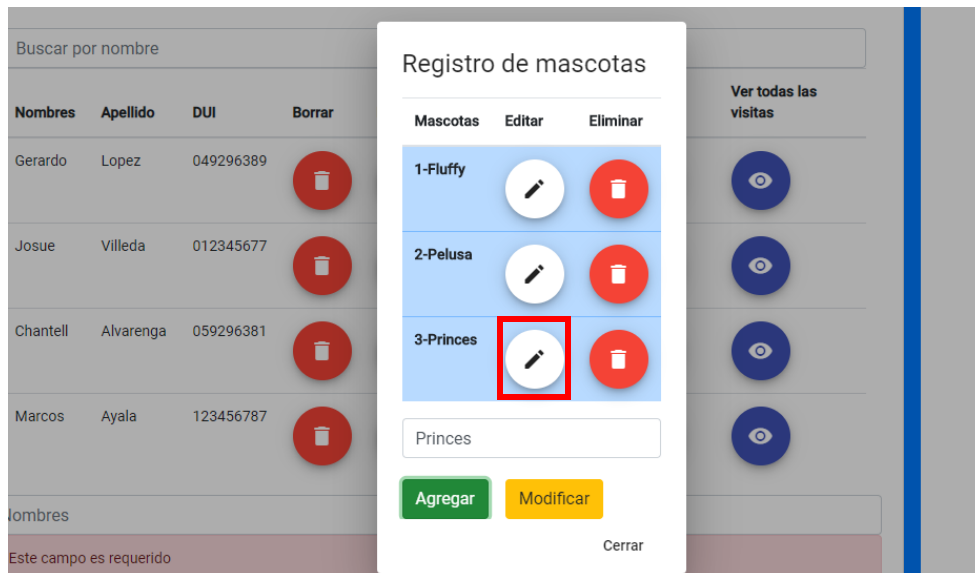 Buscar por nombre
Nombres Apellido DUI Borrar Ver todas las visitas
Gerardo Lopez 049296389
Josue Villeda 012345677
Chantell Alvarenga 059296381
Marcos Ayala 123456787
Nombres
Este campo es requerido
Registro de mascotas
Mascotas Editar Eliminar
1-Fluffy
2-Pelusa
3-Princes
Princes
Agregar Modificar
Cerrar